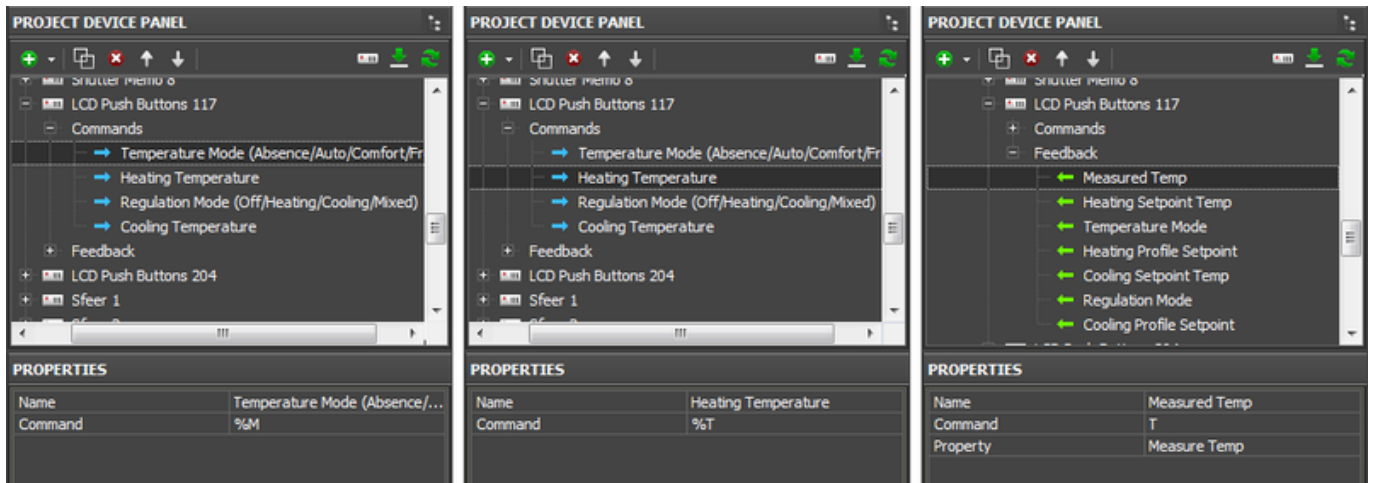 PROJECT DEVICE PANEL
Shutter Memo 8
LCD Push Buttons 117
Commands
Temperature Mode (Absence/Auto/Comfort/Fr
Heating Temperature
Regulation Mode (Off/Heating/Cooling/Mixed)
Cooling Temperature
Feedback
LCD Push Buttons 204
Sfeer 1
PROPERTIES
Name Temperature Mode (Absence/...
Command %M
PROJECT DEVICE PANEL
Shutter Memo 8
LCD Push Buttons 117
Commands
Temperature Mode (Absence/Auto/Comfort/Fr
Heating Temperature
Regulation Mode (Off/Heating/Cooling/Mixed)
Cooling Temperature
Feedback
LCD Push Buttons 204
Sfeer 1
PROPERTIES
Name Heating Temperature
Command %T
PROJECT DEVICE PANEL
Shutter Memo 8
LCD Push Buttons 117
Commands
Feedback
Measured Temp
Heating Setpoint Temp
Temperature Mode
Heating Profile Setpoint
Cooling Setpoint Temp
Regulation Mode
Cooling Profile Setpoint
PROPERTIES
Name Measured Temp
Command T
Property Measure Temp